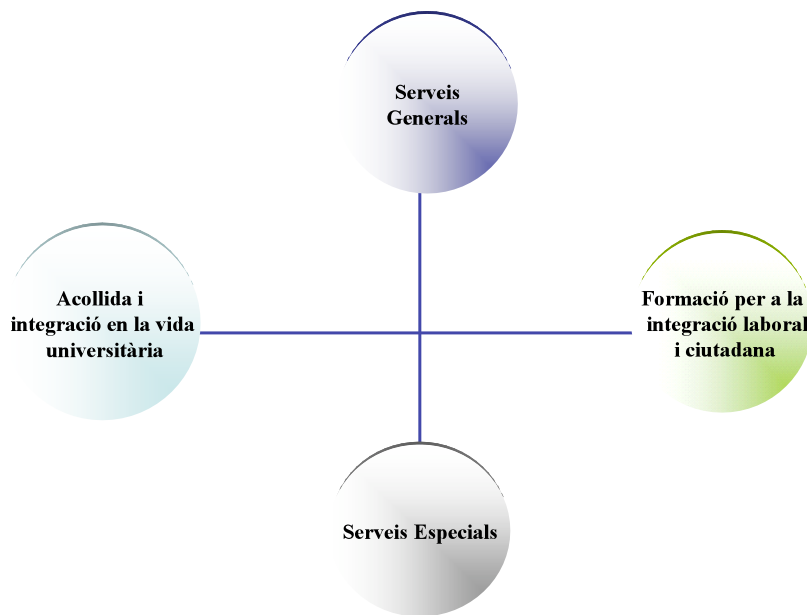 Serveis
Generals
Acollida i
integració en la vida
universitària
Formació per a la
integració laboral
i ciutadana
Serveis Especials